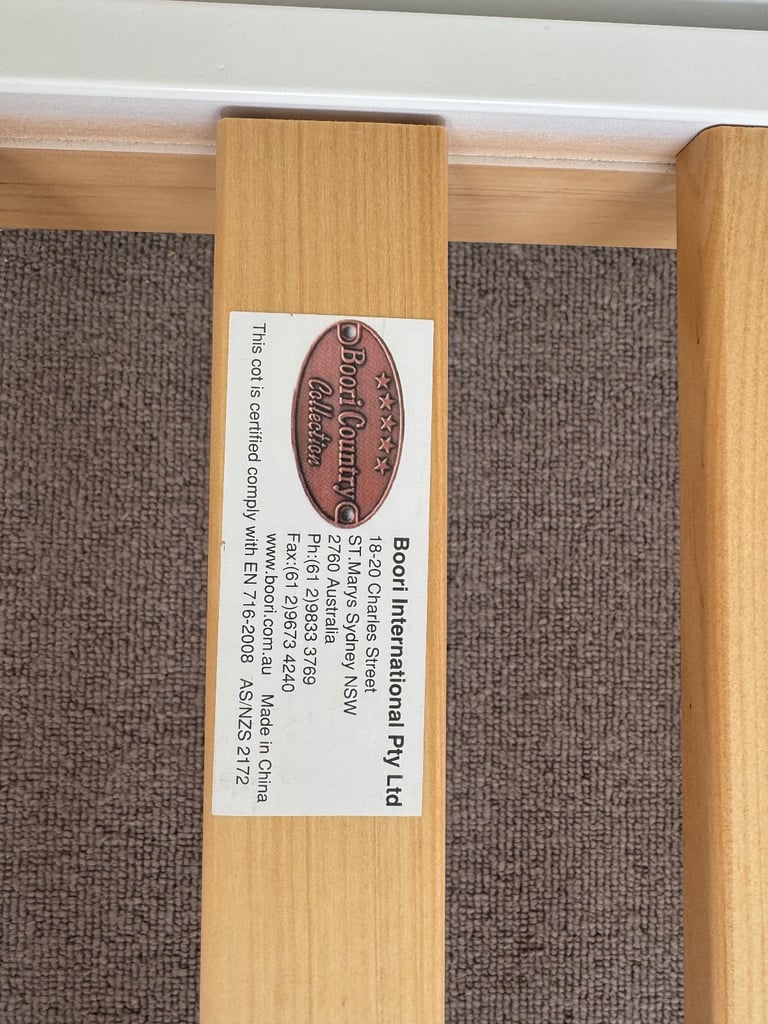 Boori Country
Collection
Boori International Pty Ltd
18-20 Charles Street
ST.Marys Sydney NSW
2760 Australia
Ph:(61 2)9833 3769
Fax:(61 2)9673 4240
www.boori.com.au Made in China
This cot is certified comply with EN 716-2008 AS/NZS 2172